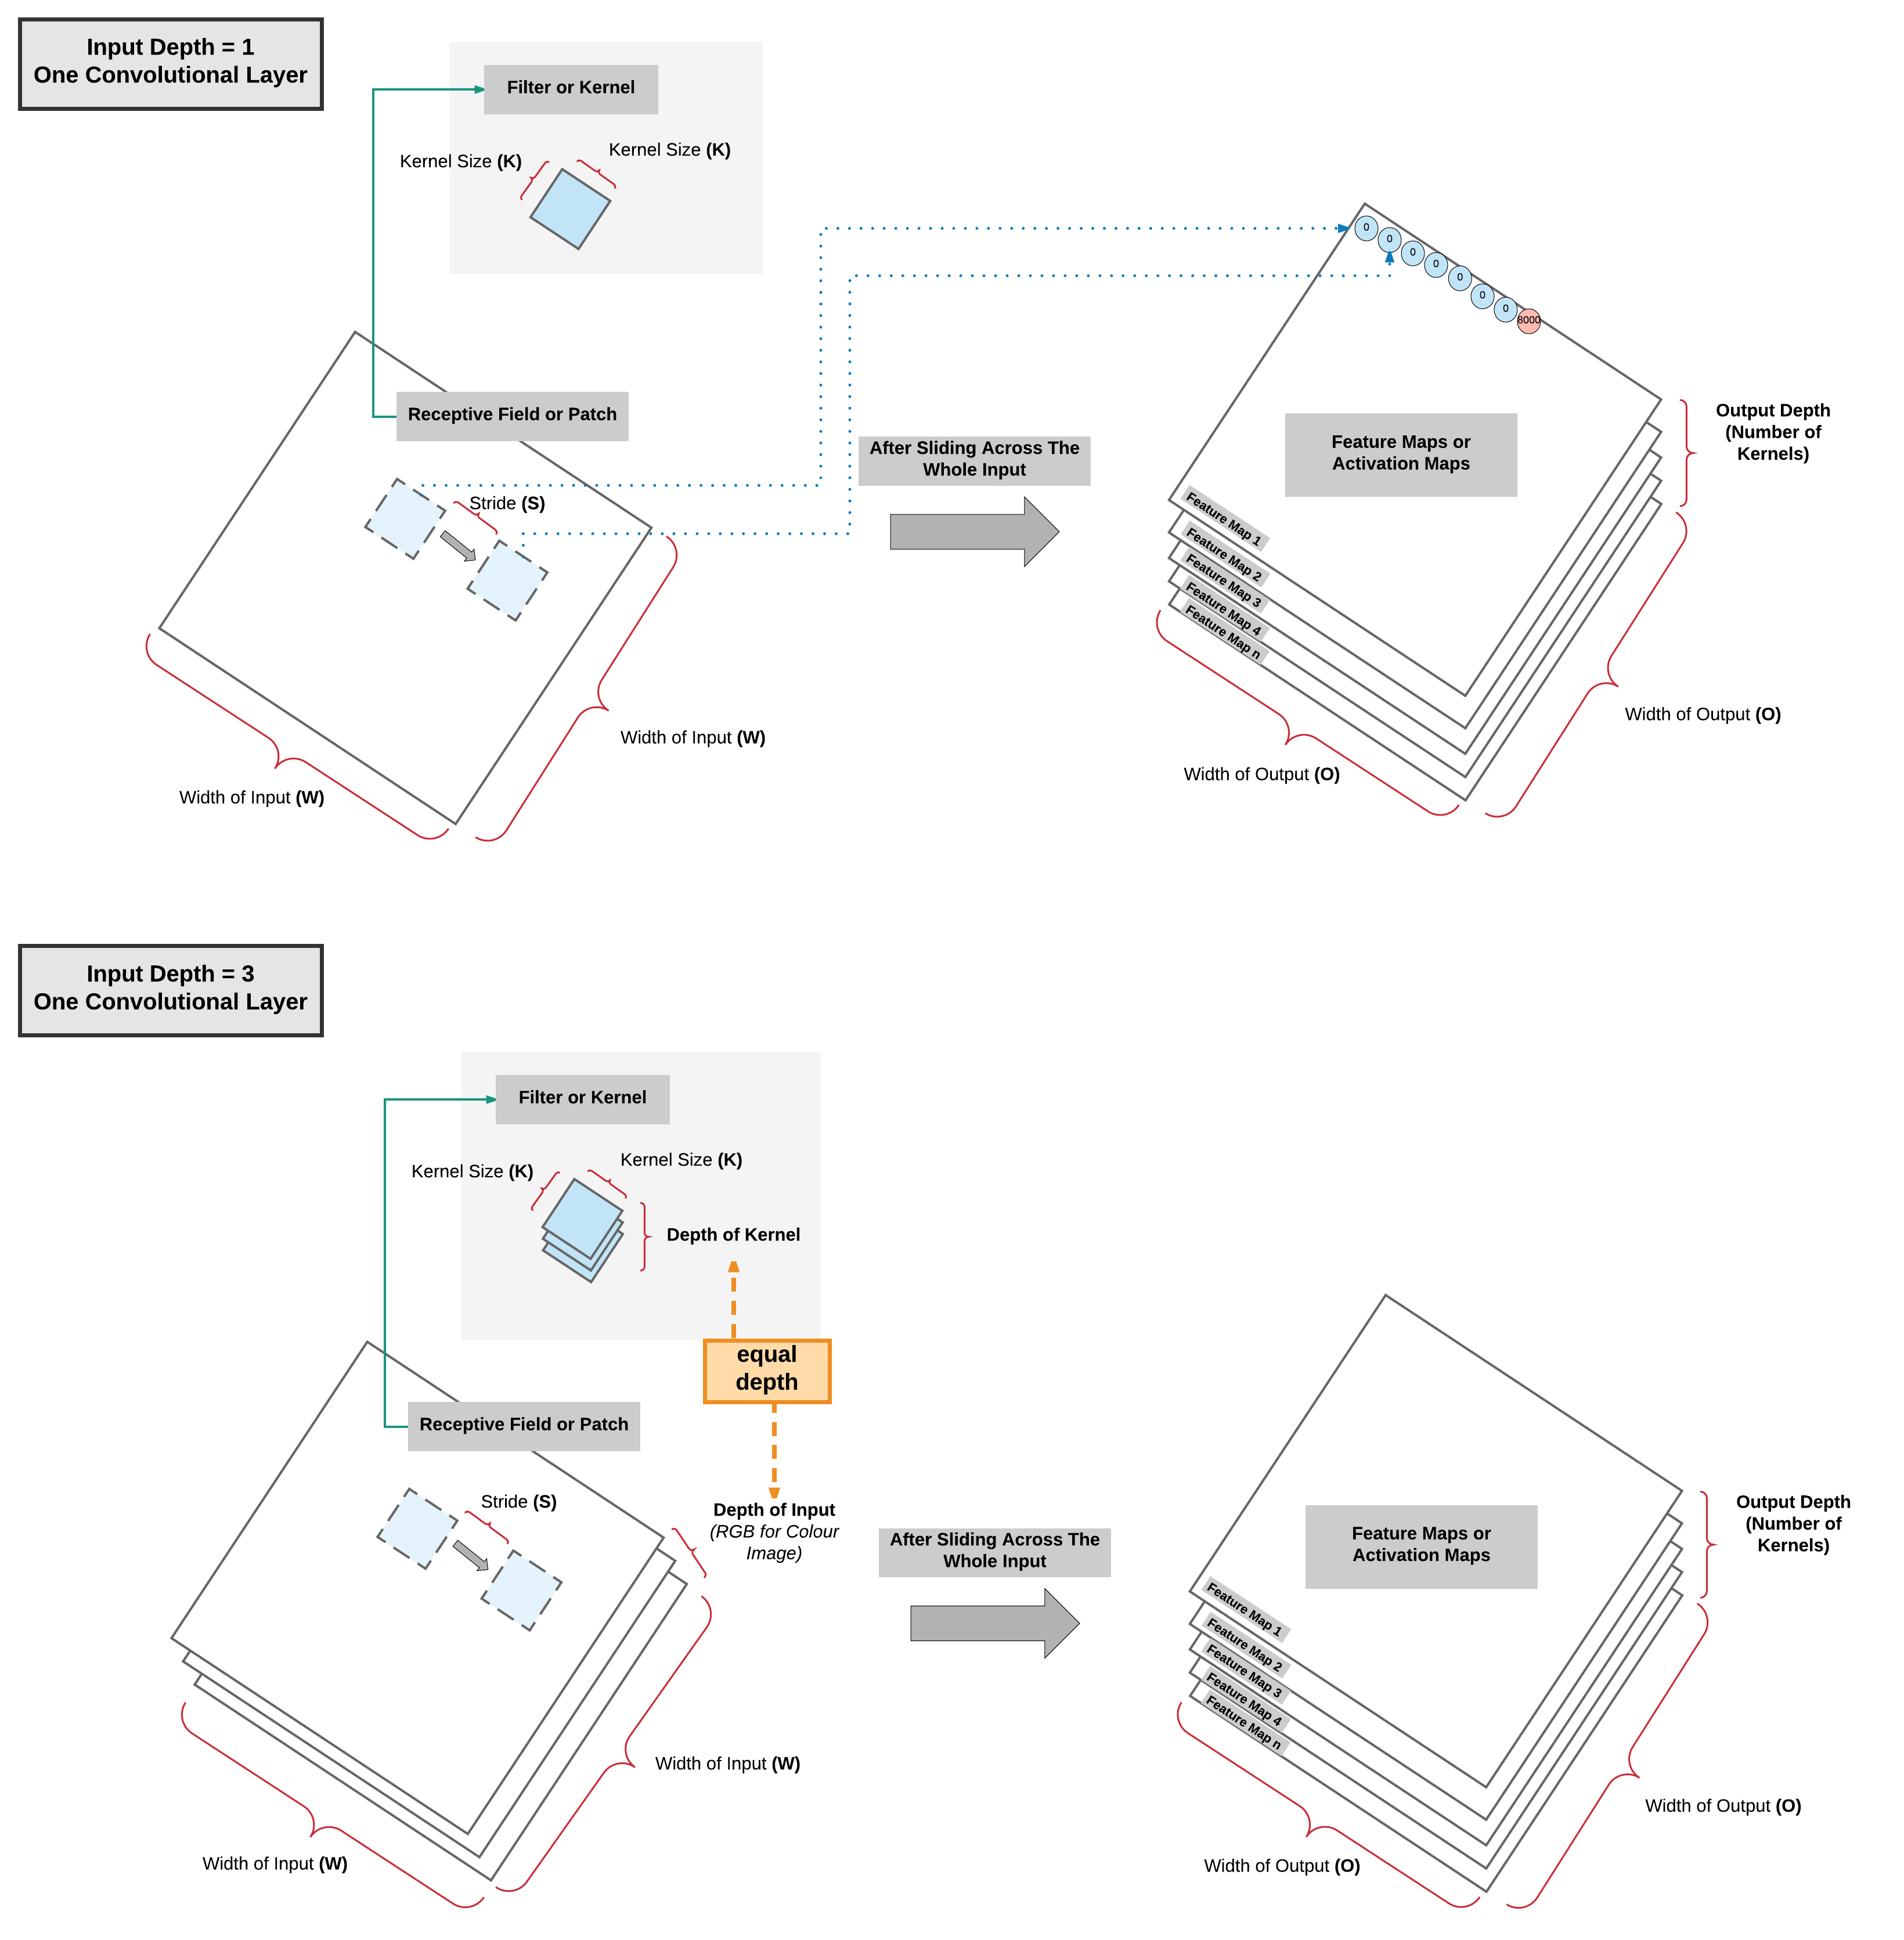 Input Depth = 1
One Convolutional Layer
Filter or Kernel
Kernel Size (K)
Kernel Size (K)
0
0
0
0
0
0
0
8000
Receptive Field or Patch
Stride (S)
After Sliding Across The
Whole Input
Feature Maps or
Activation Maps
Output Depth
(Number of
Kernels)
Feature Map 1
Feature Map 2
Feature Map 3
Feature Map 4
Feature Map n
Width of Input (W)
Width of Input (W)
Width of Output (O)
Width of Output (O)
Input Depth = 3
One Convolutional Layer
Filter or Kernel
Kernel Size (K)
Kernel Size (K)
Depth of Kernel
equal
depth
Receptive Field or Patch
Stride (S)
Depth of Input
(RGB for Colour
Image)
After Sliding Across The
Whole Input
Feature Maps or
Activation Maps
Output Depth
(Number of
Kernels)
Feature Map 1
Feature Map 2
Feature Map 3
Feature Map 4
Feature Map n
Width of Input (W)
Width of Input (W)
Width of Output (O)
Width of Output (O)